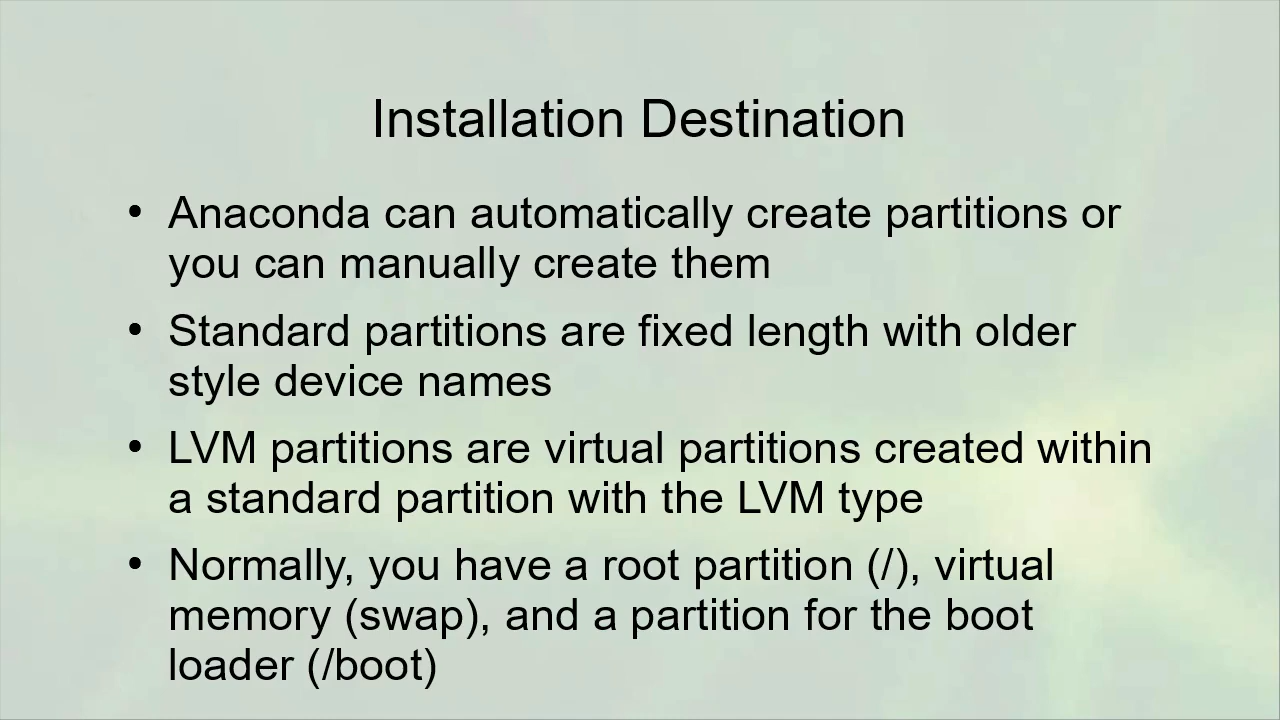 Installation Destination
• Anaconda can automatically create partitions or
you can manually create them
• Standard partitions are fixed length with older
style device names
• LVM partitions are virtual partitions created within
a standard partition with the LVM type
• Normally, you have a root partition (/), virtual
memory (swap), and a partition for the boot
loader (/boot)